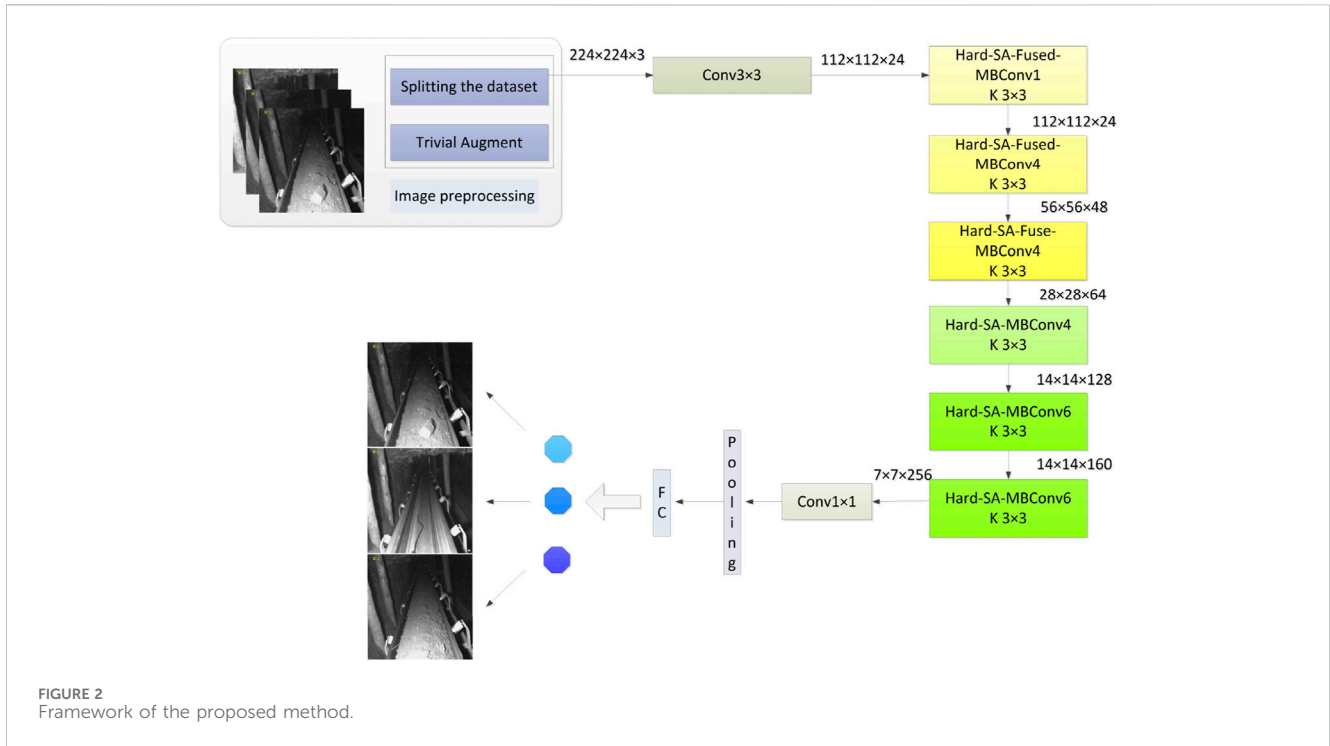 Splitting the dataset
Trivial Augment
Image preprocessing
224×224×3
Conv3×3
112×112×24
Hard-SA-Fused-
MBConv1
K 3×3
112×112×24
Hard-SA-Fused-
MBConv4
K 3×3
56×56×48
Hard-SA-Fuse-
MBConv4
K 3×3
28×28×64
Hard-SA-MBConv4
K 3×3
14×14×128
Hard-SA-MBConv6
K 3×3
14×14×160
Hard-SA-MBConv6
K 3×3
7×7×256
Conv1×1
Pooling
FC
FIGURE 2
Framework of the proposed method.